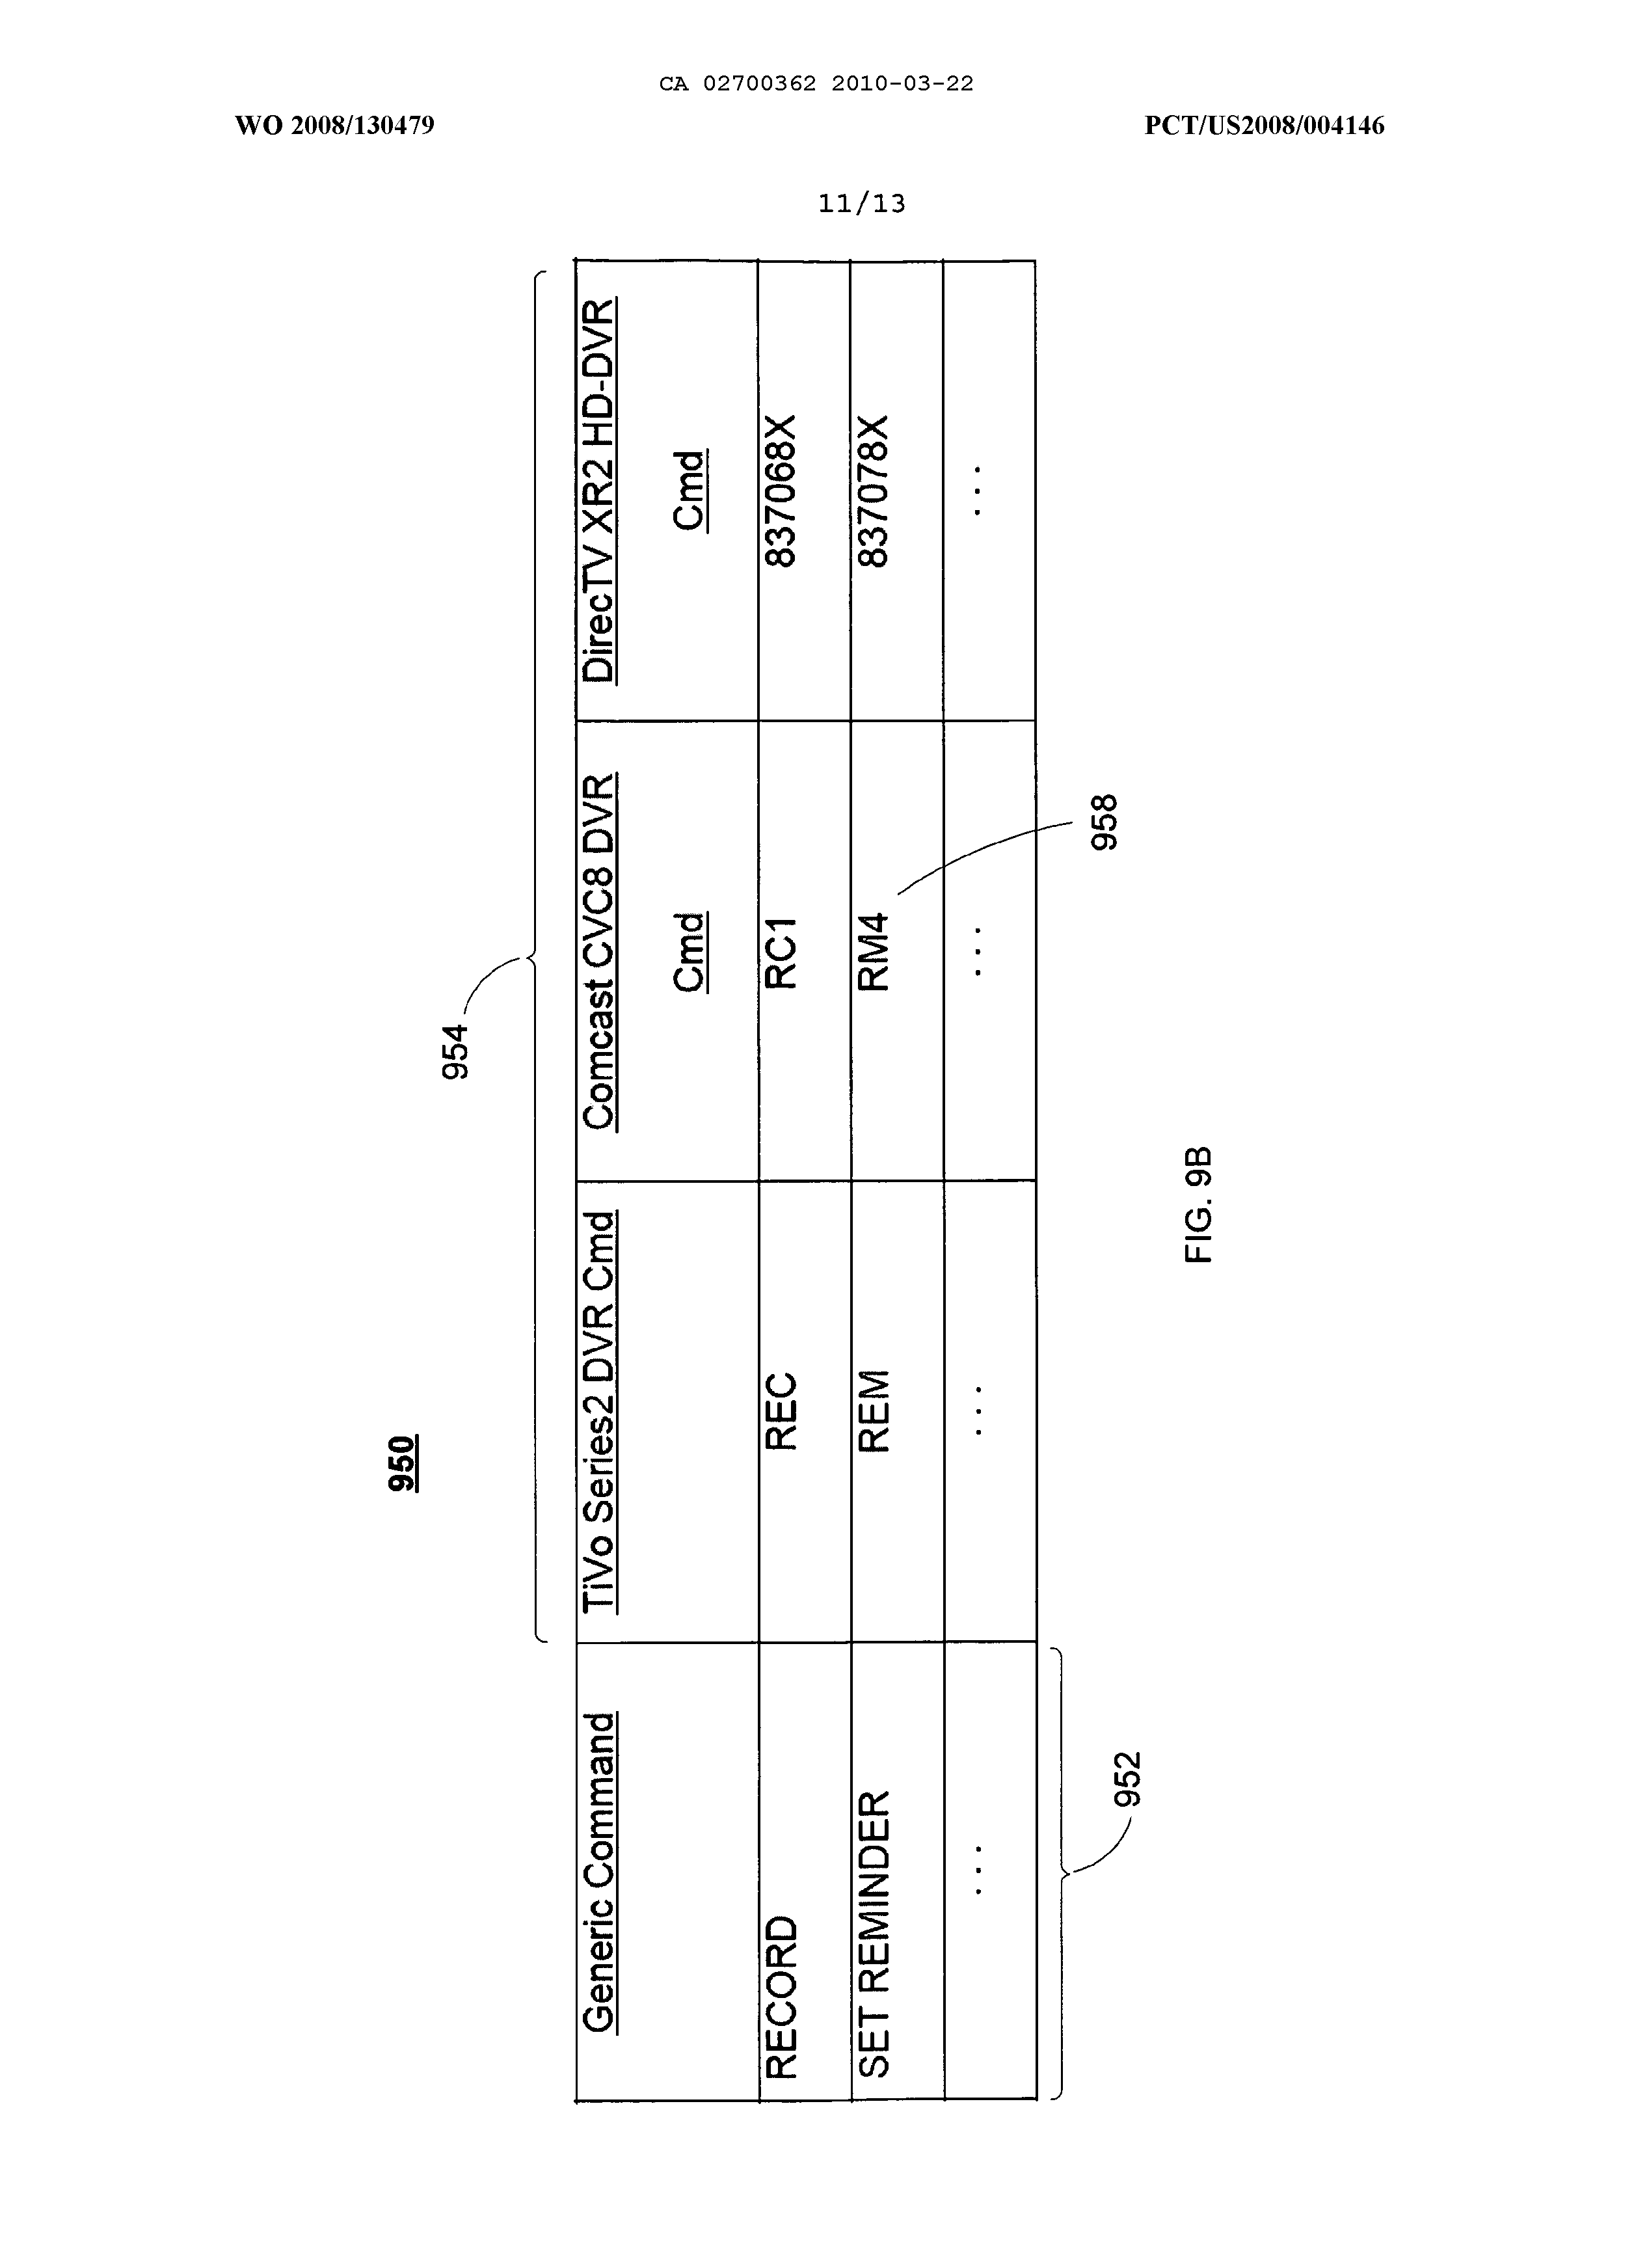 CA 02700362 2010-03-22
WO 2008/130479
PCT/US2008/004146
11/13
950
954
Generic Command
TiVo Series2 DVR Cmd
Comcast CVC8 DVR
Cmd
DirecTV XR2 HD-DVR
Cmd
RECORD
REC
RC1
837068X
SET REMINDER
REM
RM4
837078X
...
...
...
...
952
958
FIG. 9B